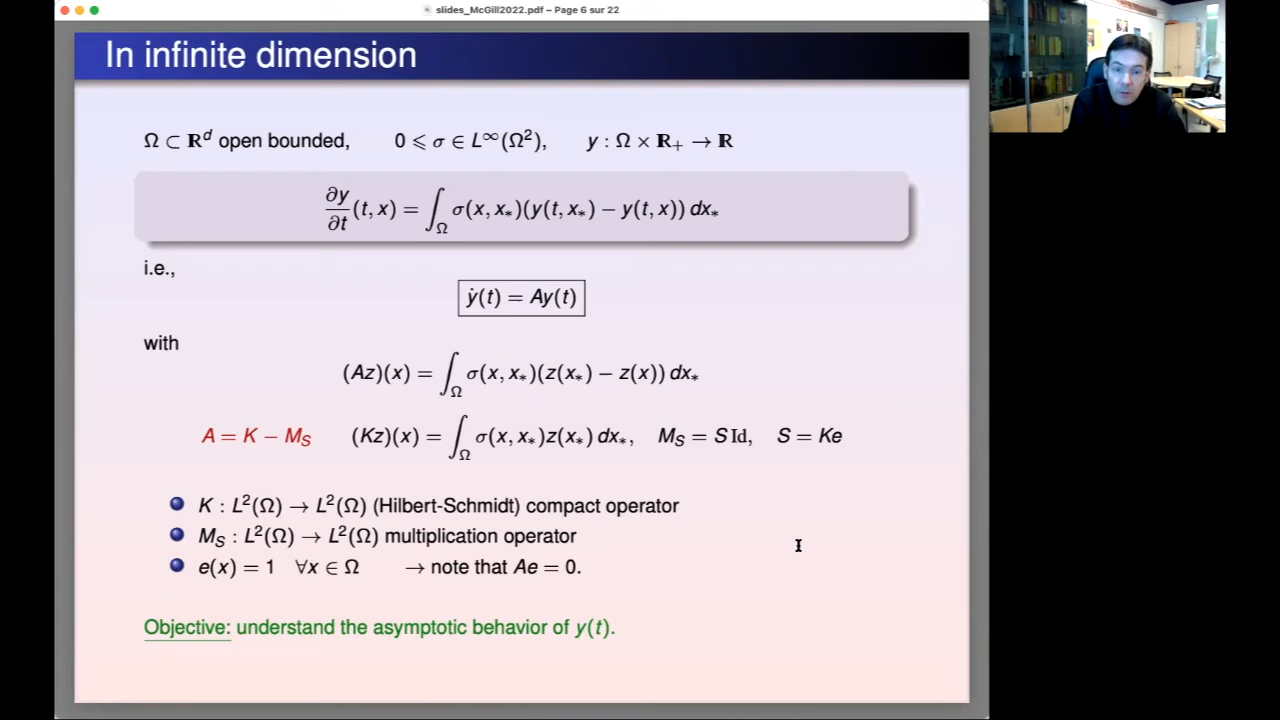 slides_McGill2022.pdf – Page 6 sur 22
In infinite dimension
Ω ⊂ ℝᵈ open bounded, 0 ⩽ σ ∈ L^∞(Ω²), y : Ω × ℝ₊ → ℝ
∂y/∂t (t, x) = ∫_Ω σ(x, x_*)(y(t, x_*) − y(t, x)) dx_*
i.e.,
ẏ(t) = Ay(t)
with
(Az)(x) = ∫_Ω σ(x, x_*)(z(x_*) − z(x)) dx_*
A = K − M_S (Kz)(x) = ∫_Ω σ(x, x_*)z(x_*) dx_*, M_S = S Id, S = Ke
K : L²(Ω) → L²(Ω) (Hilbert-Schmidt) compact operator
M_S : L²(Ω) → L²(Ω) multiplication operator
e(x) = 1 ∀x ∈ Ω → note that Ae = 0.
Objective: understand the asymptotic behavior of y(t).